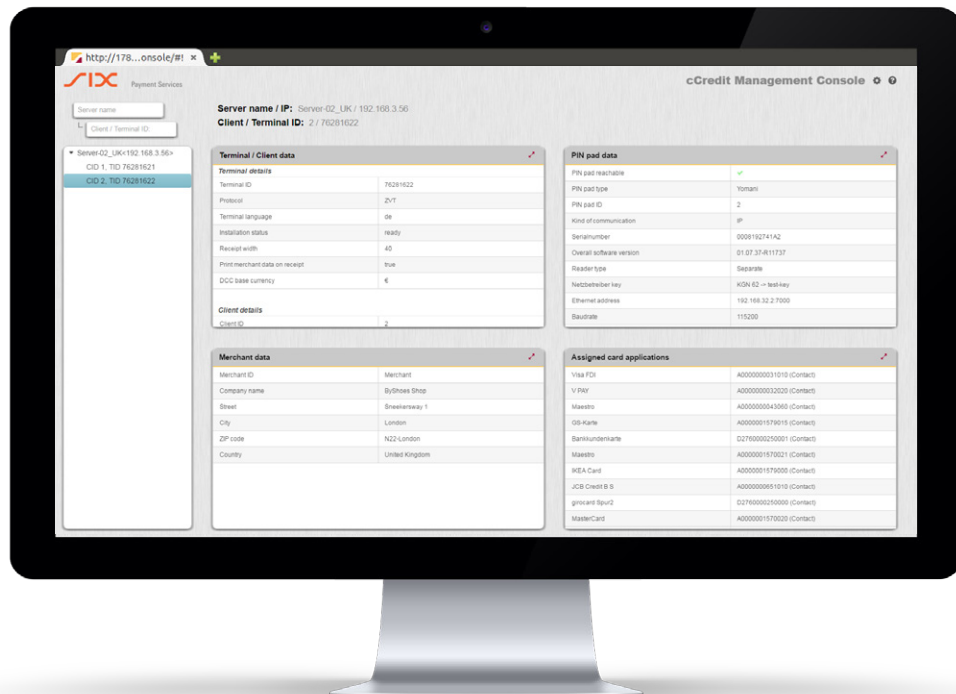 http://178...onsole/#!
SIX Payment Services
cCredit Management Console
Server name
Client / Terminal ID:
Server name / IP: Server-02_UK / 192.168.3.56
Client / Terminal ID: 2 / 76281622
Server-02_UK<192.168.3.56>
CID 1, TID 76281621
CID 2, TID 76281622
Terminal / Client data
Terminal details
Terminal ID 76281622
Protocol ZVT
Terminal language de
Installation status ready
Receipt width 40
Print merchant data on receipt true
DCC base currency €
Client details
Client ID 2
PIN pad data
PIN pad reachable
PIN pad type Yomani
PIN pad ID 2
Kind of communication IP
Serialnumber 0008192741A2
Overall software version 01.07.37-R11737
Reader type Separate
Netzbetreiber key KGN 62 -> test-key
Ethernet address 192.168.32.2:7000
Baudrate 115200
Merchant data
Merchant ID Merchant
Company name ByShoes Shop
Street Sneekersway 1
City London
ZIP code N22-London
Country United Kingdom
Assigned card applications
Visa FDI A0000000031010 (Contact)
V PAY A0000000032020 (Contact)
Maestro A0000000043060 (Contact)
GS-Karte A0000001579015 (Contact)
Bankkundenkarte D2760000250001 (Contact)
Maestro A0000001570021 (Contact)
IKEA Card A0000001579000 (Contact)
JCB Credit B S A0000000651010 (Contact)
girocard Spur2 D2760000250000 (Contact)
MasterCard A0000001570020 (Contact)